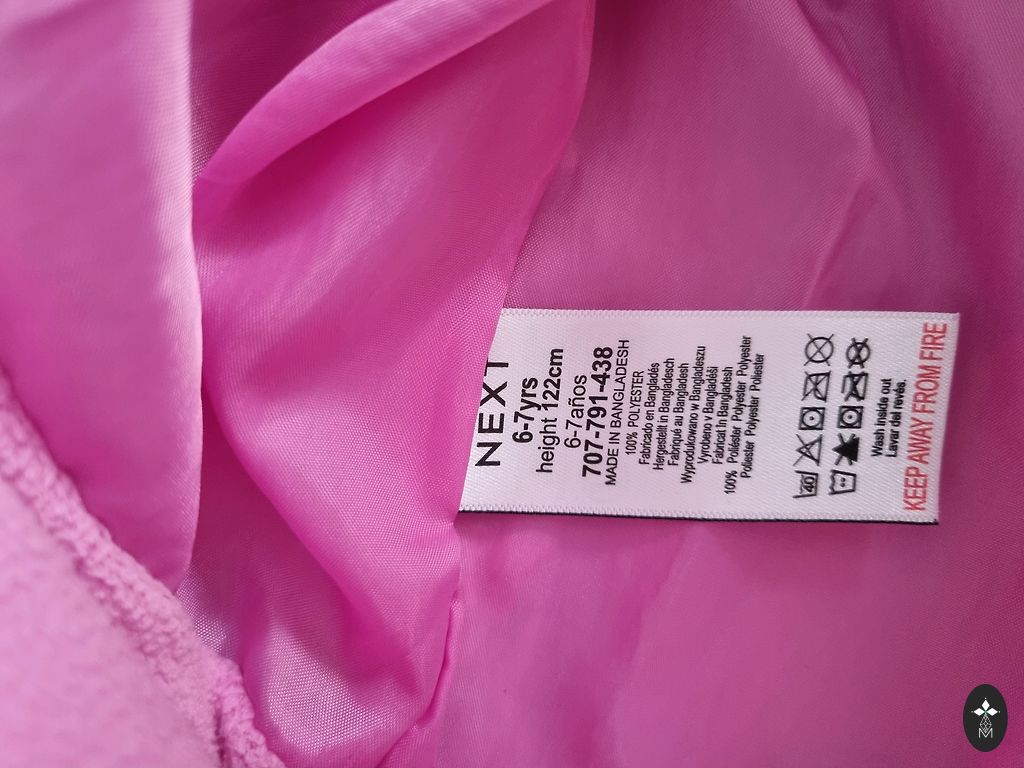 NEXT
6-7yrs
height 122cm
6-7años
707-791-438
MADE IN BANGLADESH
100% POLYESTER
Fabricado en Bangladés
Hergestellt in Bangladesch
Fabriqué au Bangladesh
Wyprodukowano w Bangladeszu
Vyrobeno v Bangladéši
Fabricat în Bangladesh
100% Poliéster Polyester Polyester
Poliester Polyester Poliester
40
Wash inside out
Lavar del revés.
KEEP AWAY FROM FIRE
M